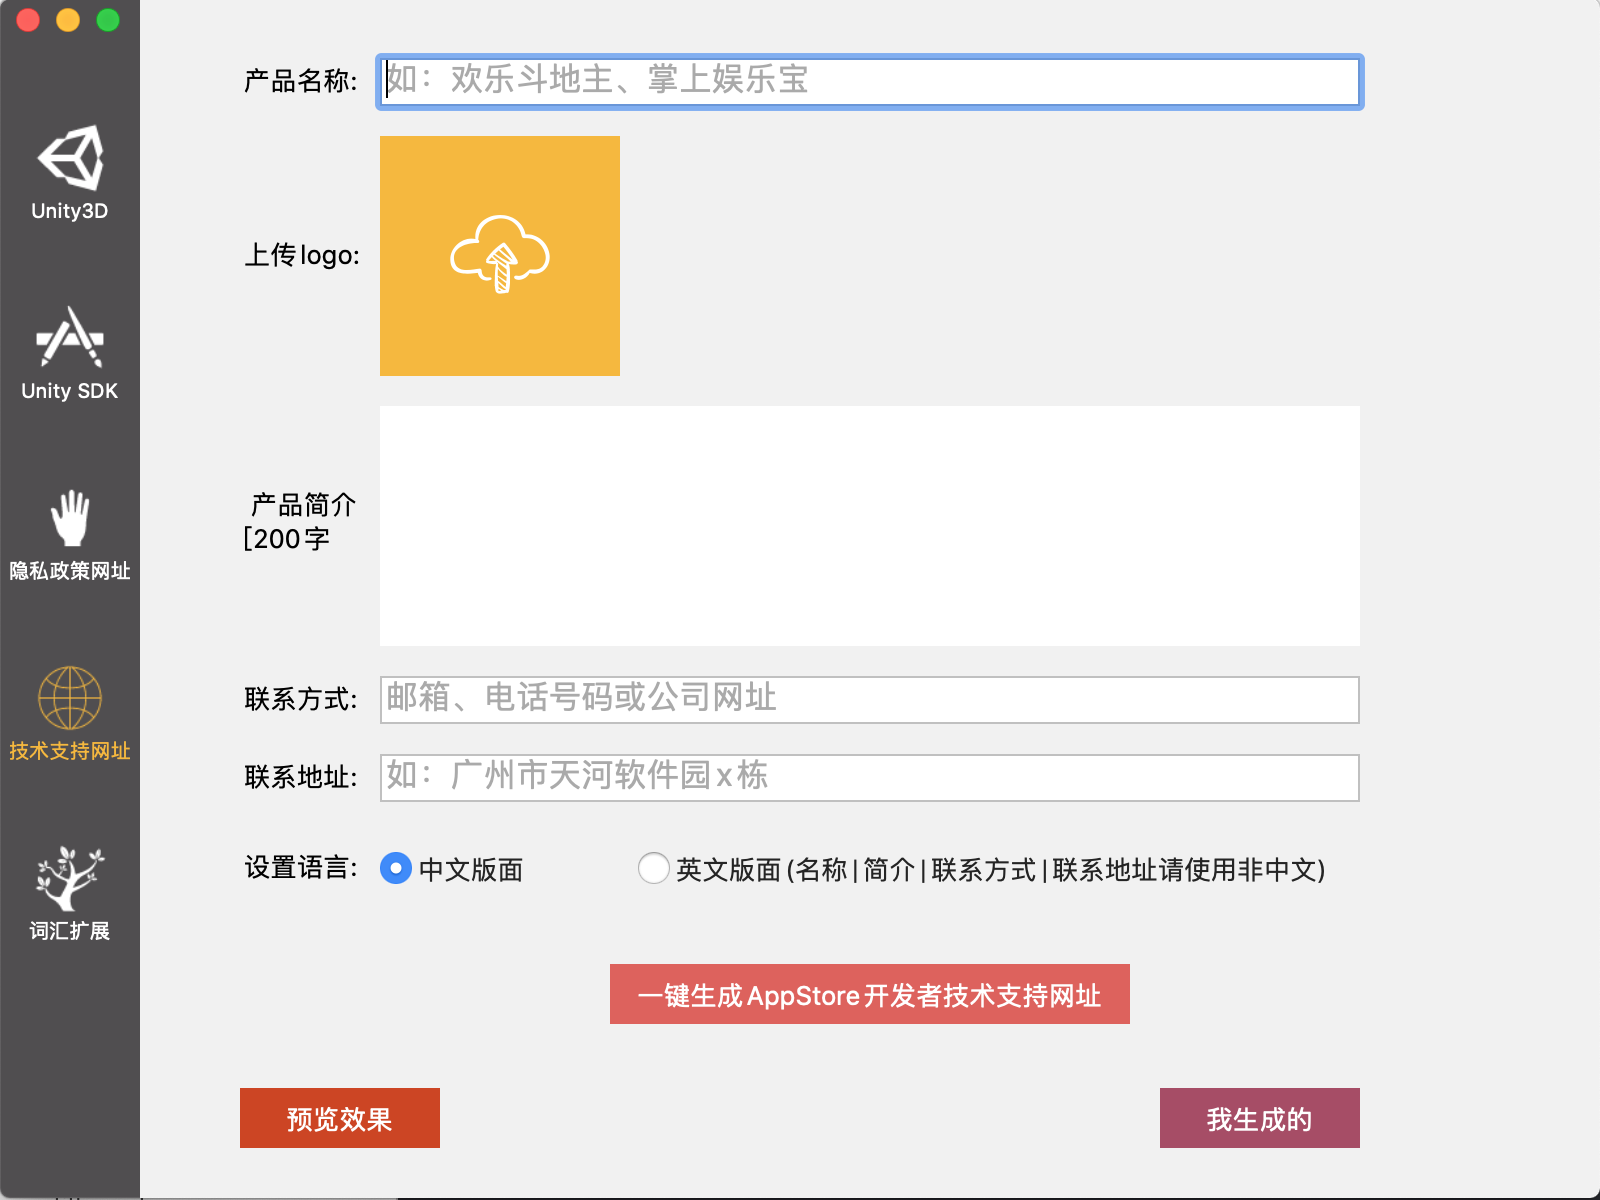 产品名称:
如：欢乐斗地主、掌上娱乐宝
Unity3D
上传logo:
Unity SDK
产品简介
[200字
隐私政策网址
联系方式:
邮箱、电话号码或公司网址
技术支持网址
联系地址:
如：广州市天河软件园x栋
设置语言:
中文版面
英文版面(名称|简介|联系方式|联系地址请使用非中文)
词汇扩展
一键生成AppStore开发者技术支持网址
预览效果
我生成的